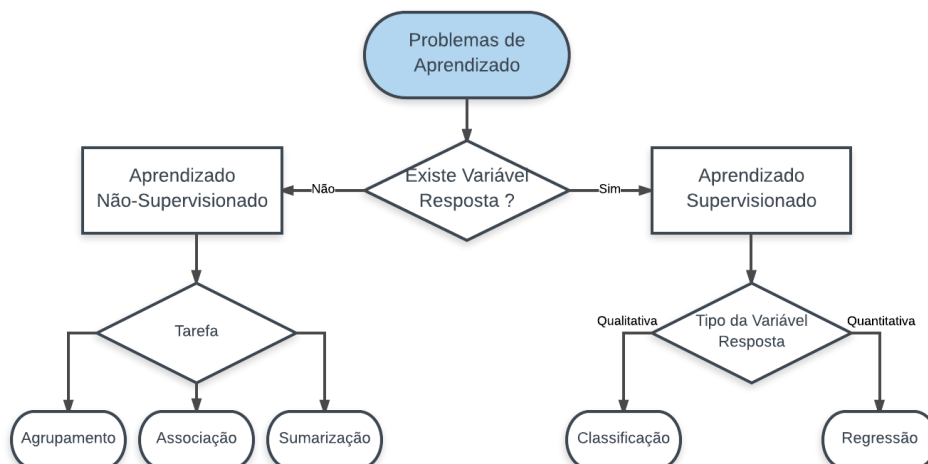 Problemas de
Aprendizado
Existe Variável
Resposta ?
Não
Sim
Aprendizado
Não-Supervisionado
Aprendizado
Supervisionado
Tarefa
Qualitativa
Tipo da Variável
Resposta
Quantitativa
Agrupamento
Associação
Sumarização
Classificação
Regressão